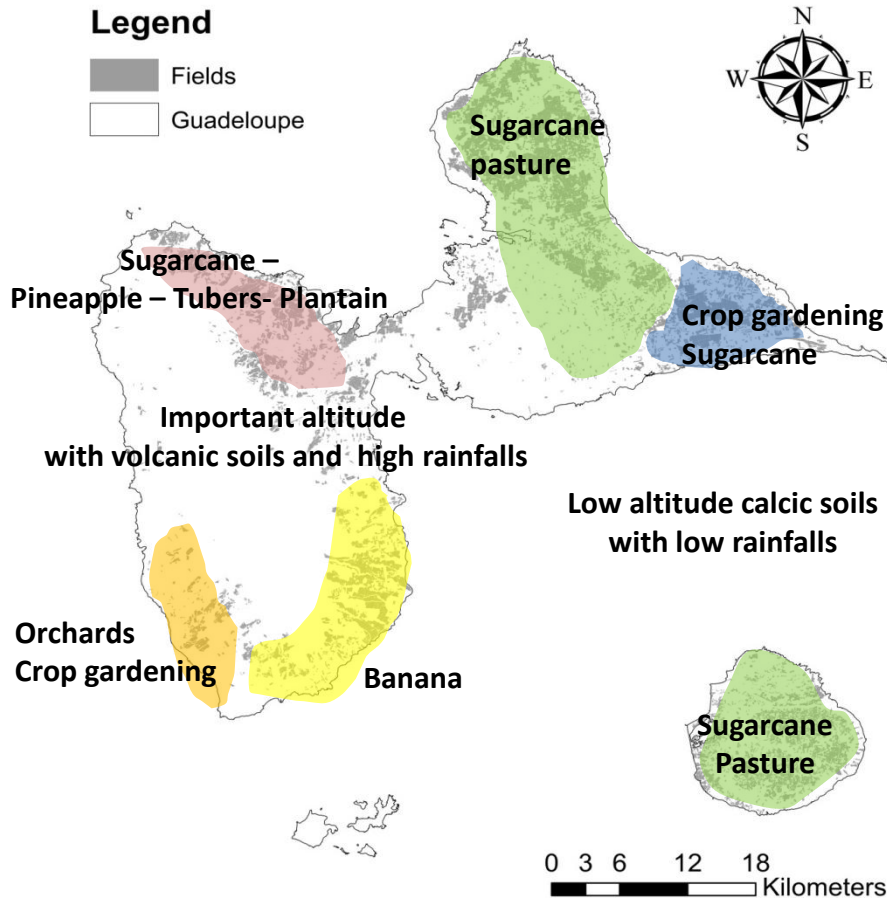 Legend
Fields
Guadeloupe
N
W
E
S
Sugarcane
pasture
Sugarcane –
Pineapple – Tubers- Plantain
Crop gardening
Sugarcane
Important altitude
with volcanic soils and high rainfalls
Low altitude calcic soils
with low rainfalls
Orchards
Crop gardening
Banana
Sugarcane
Pasture
0 3 6 12 18
Kilometers